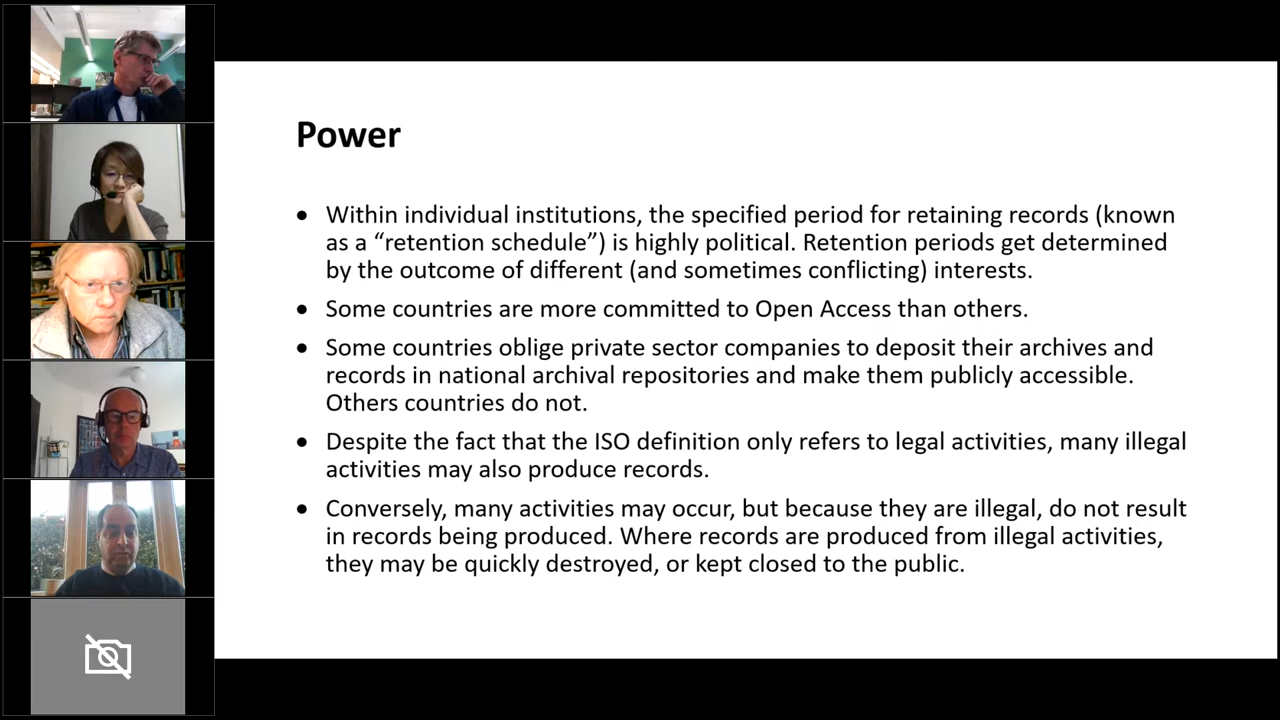 Power
• Within individual institutions, the specified period for retaining records (known
as a “retention schedule”) is highly political. Retention periods get determined
by the outcome of different (and sometimes conflicting) interests.
• Some countries are more committed to Open Access than others.
• Some countries oblige private sector companies to deposit their archives and
records in national archival repositories and make them publicly accessible.
Others countries do not.
• Despite the fact that the ISO definition only refers to legal activities, many illegal
activities may also produce records.
• Conversely, many activities may occur, but because they are illegal, do not result
in records being produced. Where records are produced from illegal activities,
they may be quickly destroyed, or kept closed to the public.